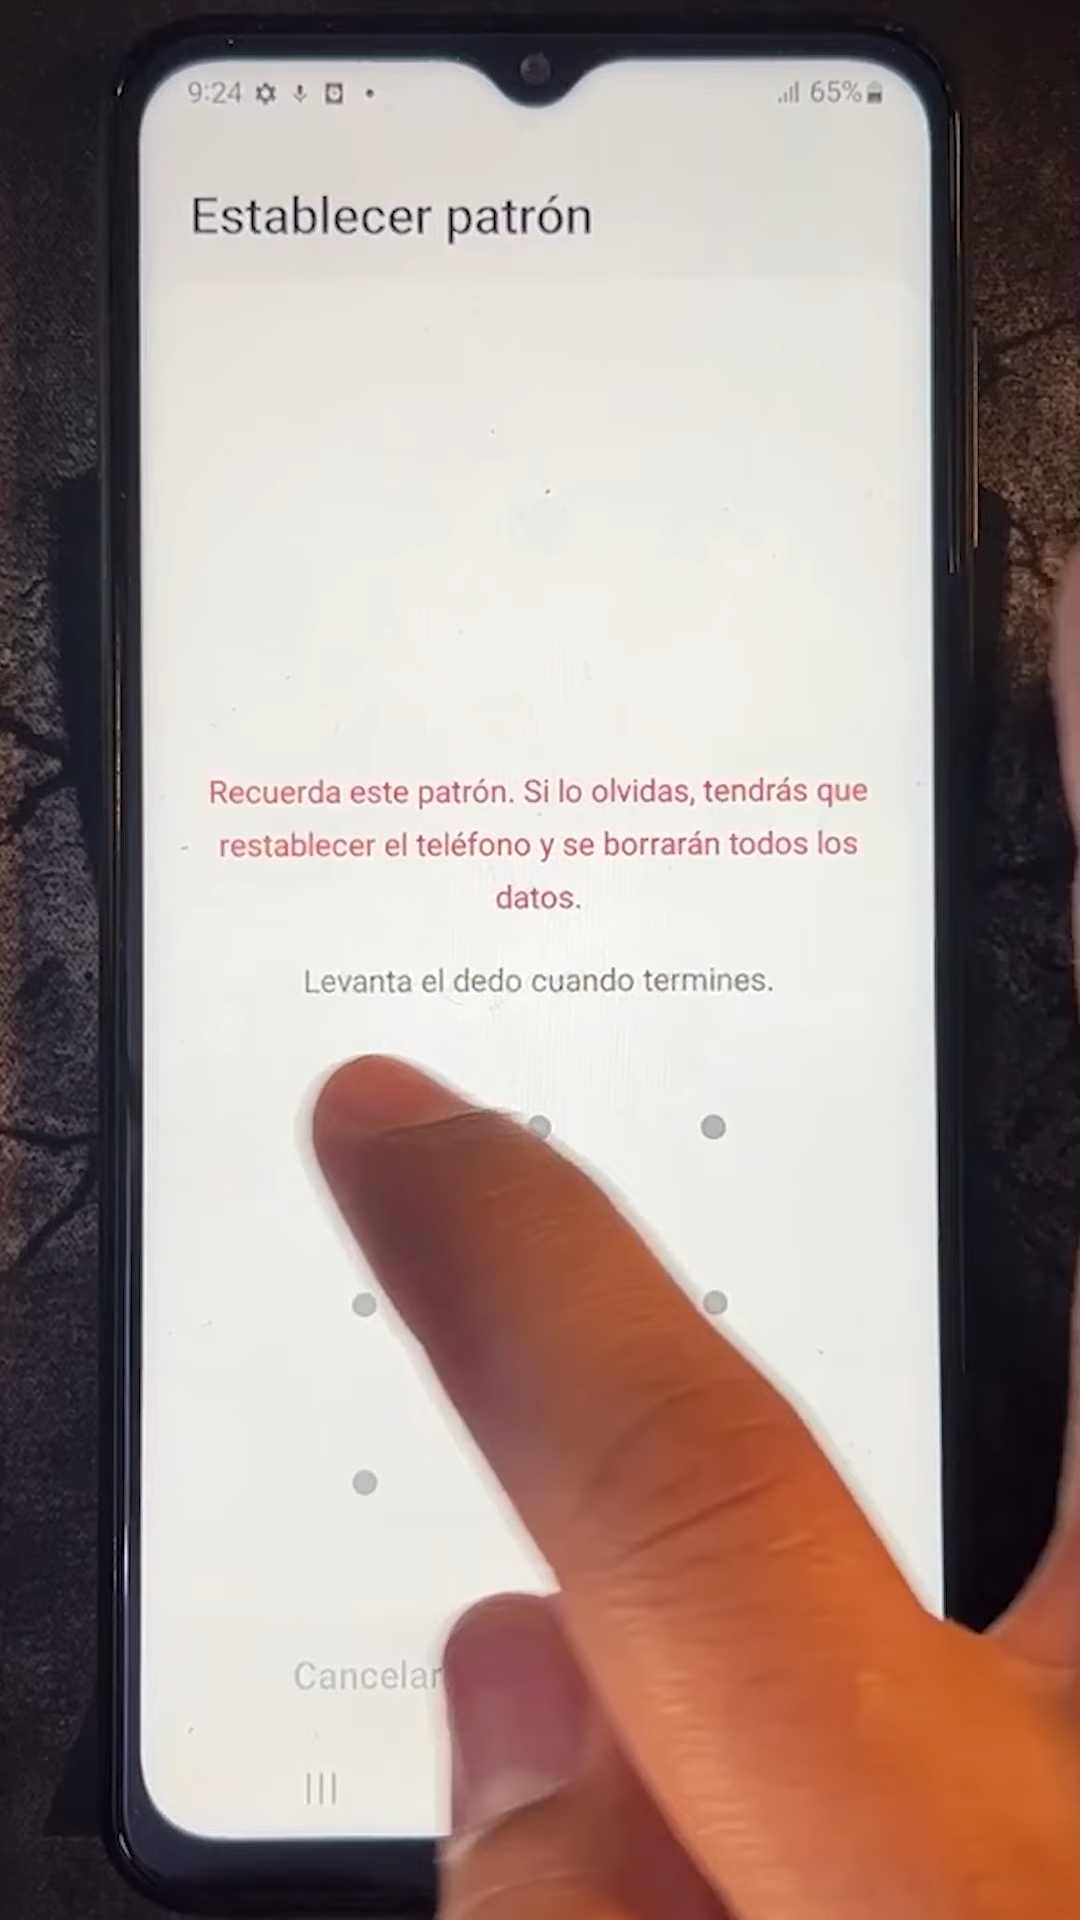 9:24
65%
Establecer patrón
Recuerda este patrón. Si lo olvidas, tendrás que
restablecer el teléfono y se borrarán todos los
datos.
Levanta el dedo cuando termines.
Cancelar